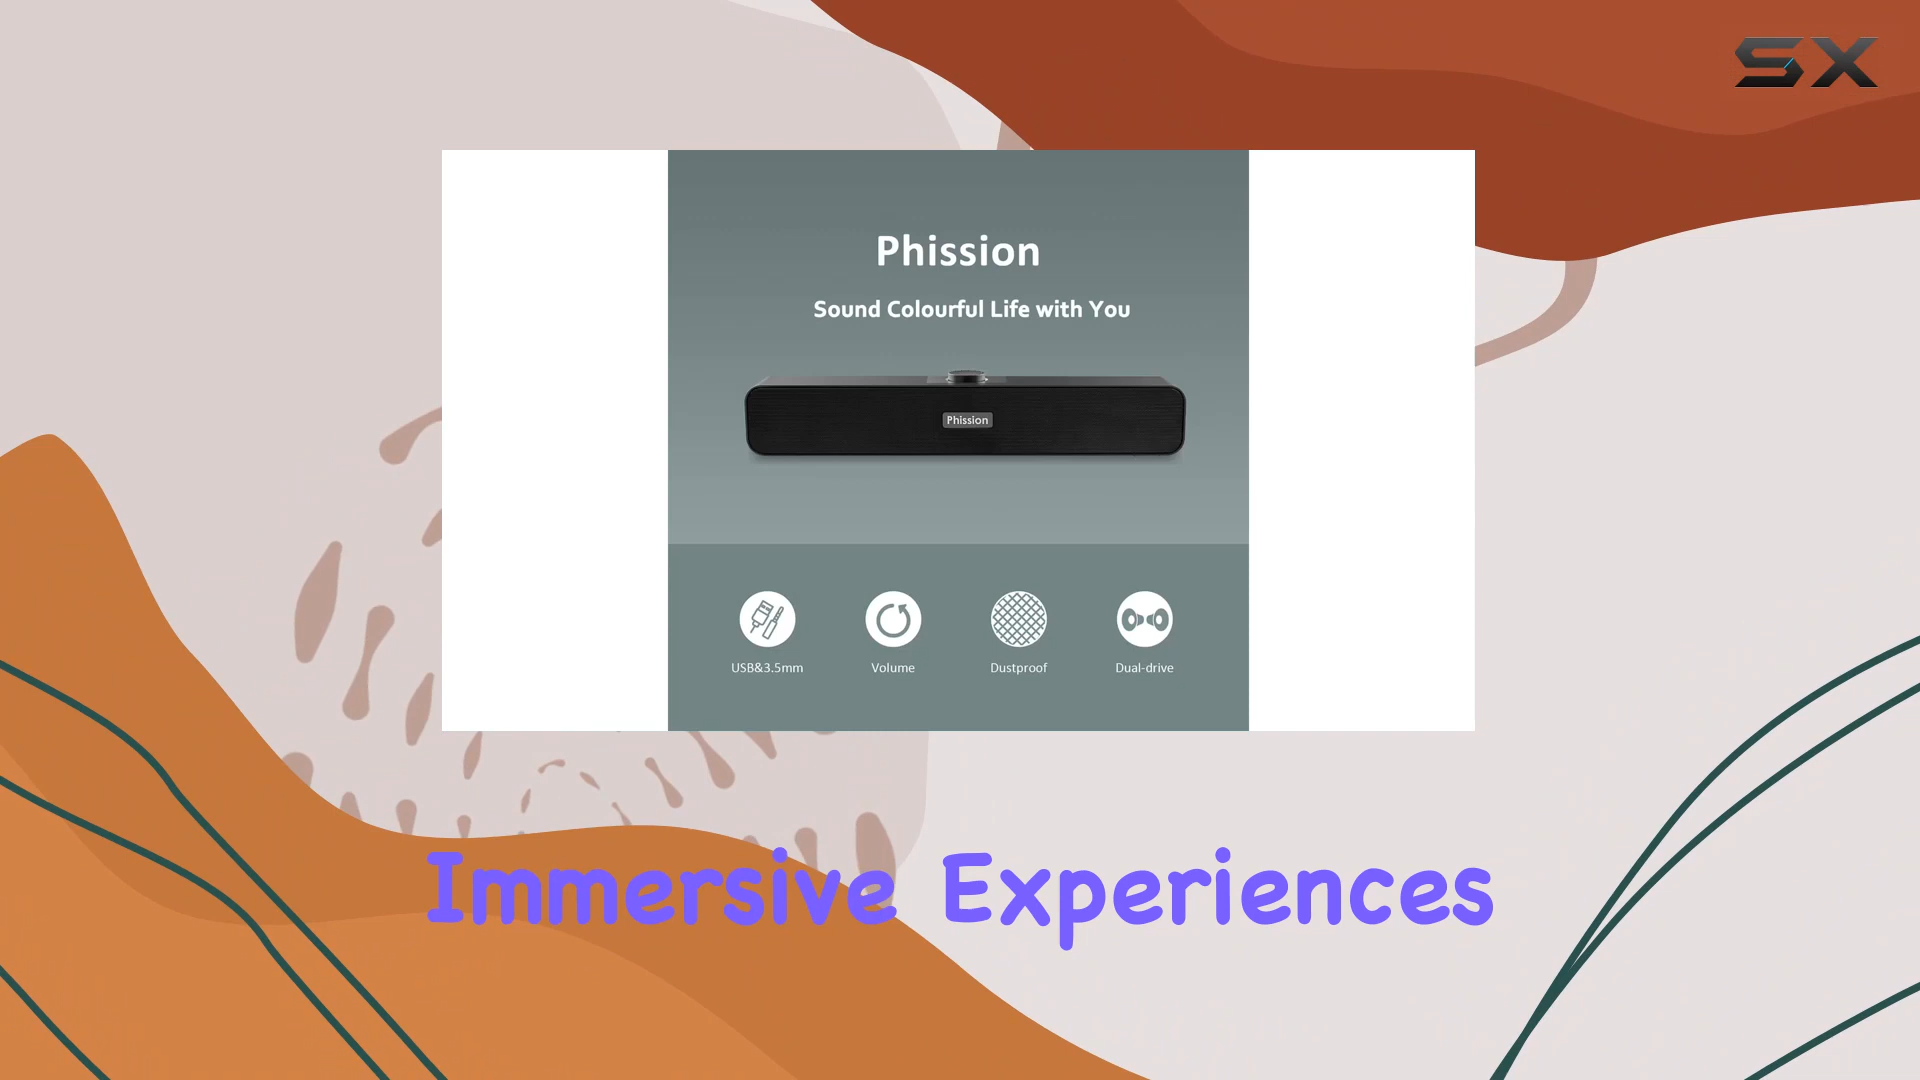 SX
Phission
Sound Colourful Life with You
Phission
USB&3.5mm
Volume
Dustproof
Dual-drive
Immersive Experiences